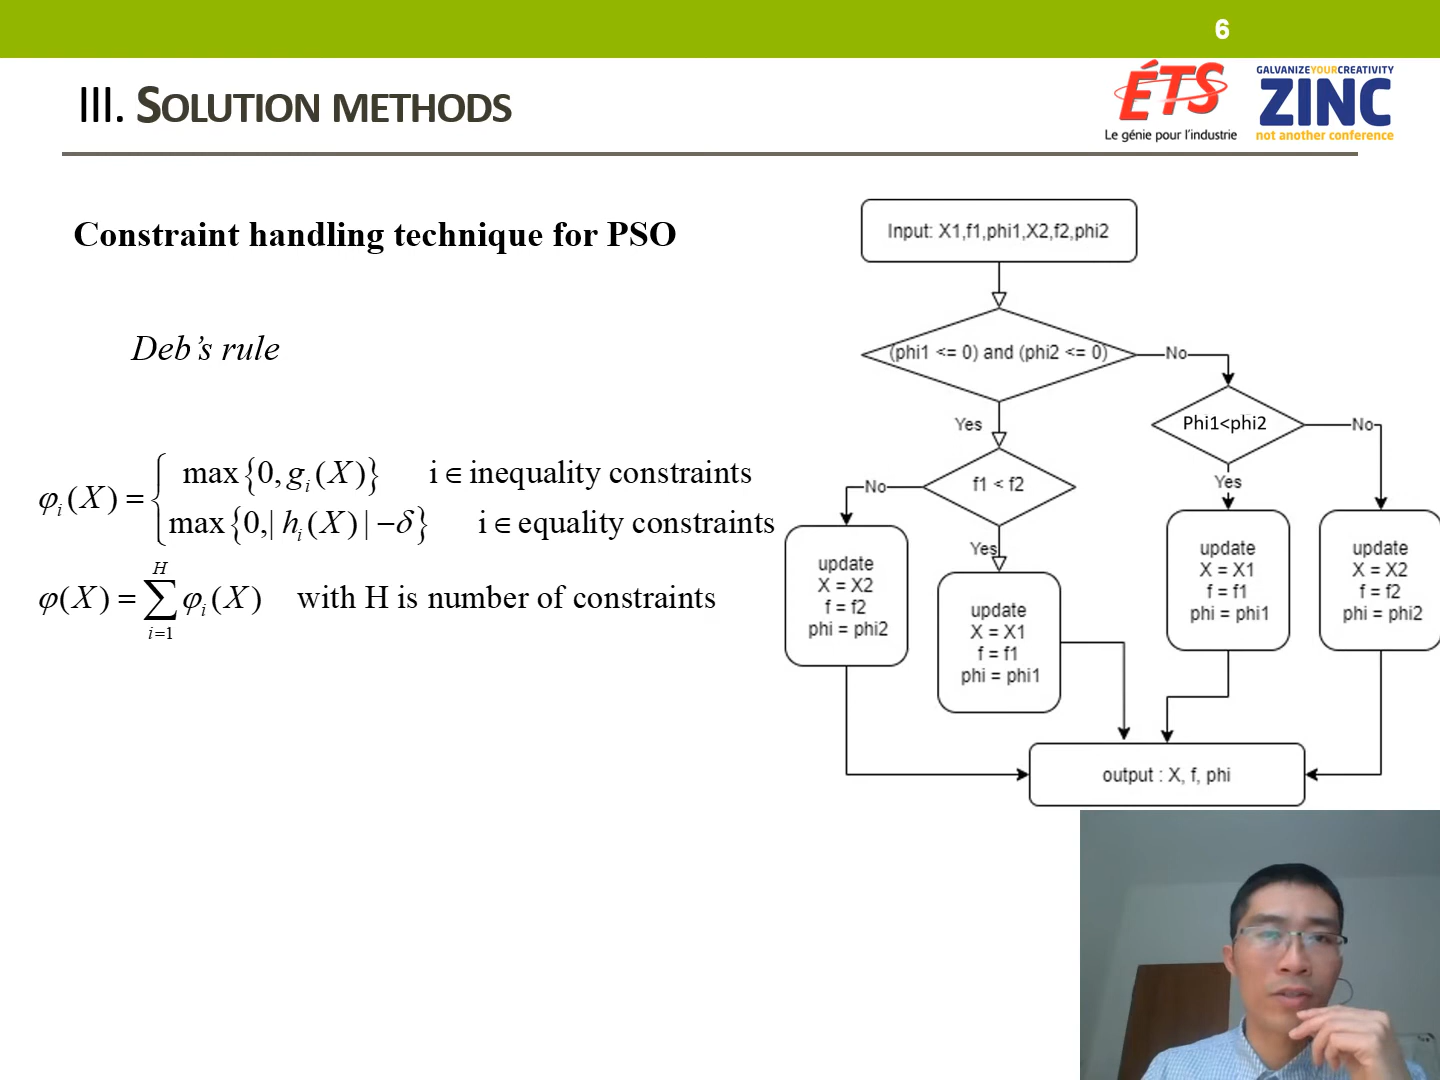 6
III. SOLUTION METHODS
ÉTS
Le génie pour l'industrie
GALVANIZEYOURCREATIVITY
ZINC
not another conference
Constraint handling technique for PSO
Deb's rule
φi(X) = { max{0, gi(X)} i ∈ inequality constraints
max{0,| hi(X) | −δ} i ∈ equality constraints
φ(X) = ∑_{i=1}^{H} φi(X) with H is number of constraints
Input: X1,f1,phi1,X2,f2,phi2
(phi1 <= 0) and (phi2 <= 0)
No
Yes
Phi1<phi2
No
Yes
f1 < f2
No
Yes
update
X = X2
f = f2
phi = phi2
update
X = X1
f = f1
phi = phi1
update
X = X1
f = f1
phi = phi1
update
X = X2
f = f2
phi = phi2
output : X, f, phi